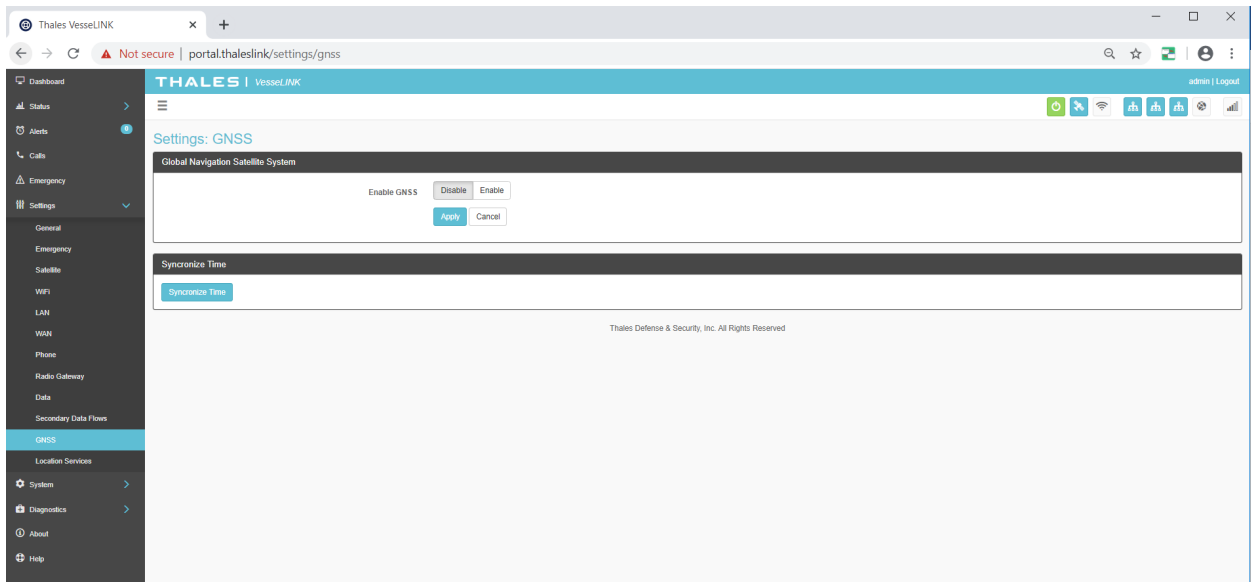 Thales VesseLINK
Not secure | portal.thaleslink/settings/gnss
THALES | VesseLINK
admin | Logout
Dashboard
Status
Alerts
Calls
Emergency
Settings
General
Emergency
Satellite
WiFi
LAN
WAN
Phone
Radio Gateway
Data
Secondary Data Flows
GNSS
Location Services
System
Diagnostics
About
Help
Settings: GNSS
Global Navigation Satellite System
Enable GNSS Disable Enable
Apply Cancel
Syncronize Time
Syncronize Time
Thales Defense & Security, Inc. All Rights Reserved